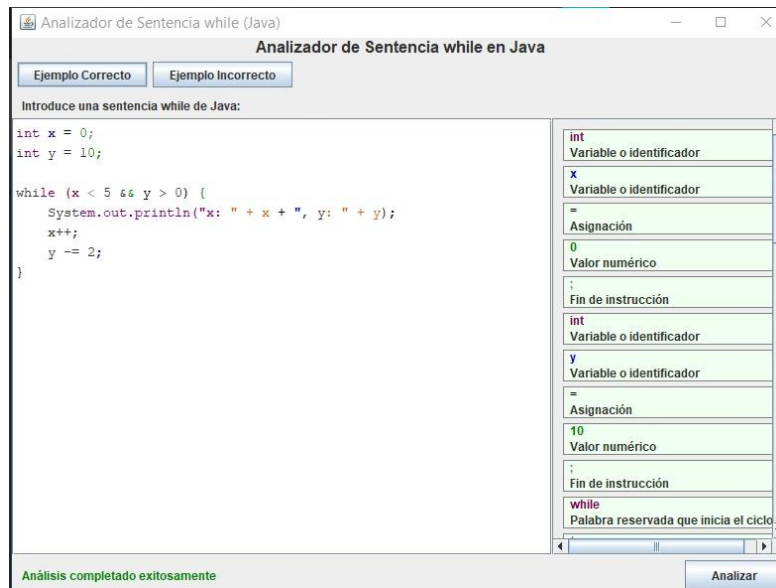 Analizador de Sentencia while (Java)
Analizador de Sentencia while en Java
Ejemplo Correcto
Ejemplo Incorrecto
Introduce una sentencia while de Java:
int x = 0;
int y = 10;
while (x < 5 && y > 0) {
    System.out.println("x: " + x + ", y: " + y);
    x++;
    y -= 2;
}
int
Variable o identificador
x
Variable o identificador
=
Asignación
0
Valor numérico
;
Fin de instrucción
int
Variable o identificador
y
Variable o identificador
=
Asignación
10
Valor numérico
;
Fin de instrucción
while
Palabra reservada que inicia el ciclo
Análisis completado exitosamente
Analizar